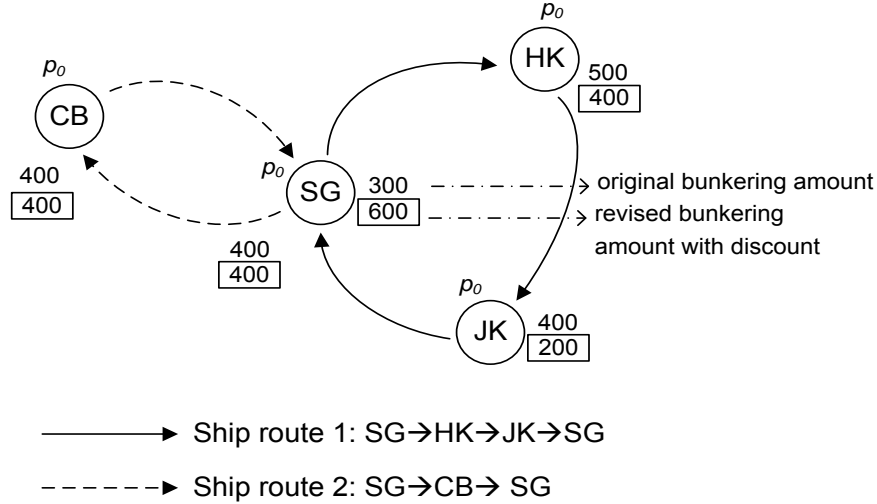 p₀
HK
500
400
p₀
CB
400
400
p₀
SG
300
600
original bunkering amount
revised bunkering
amount with discount
400
400
p₀
JK
400
200
Ship route 1: SG→HK→JK→SG
Ship route 2: SG→CB→ SG